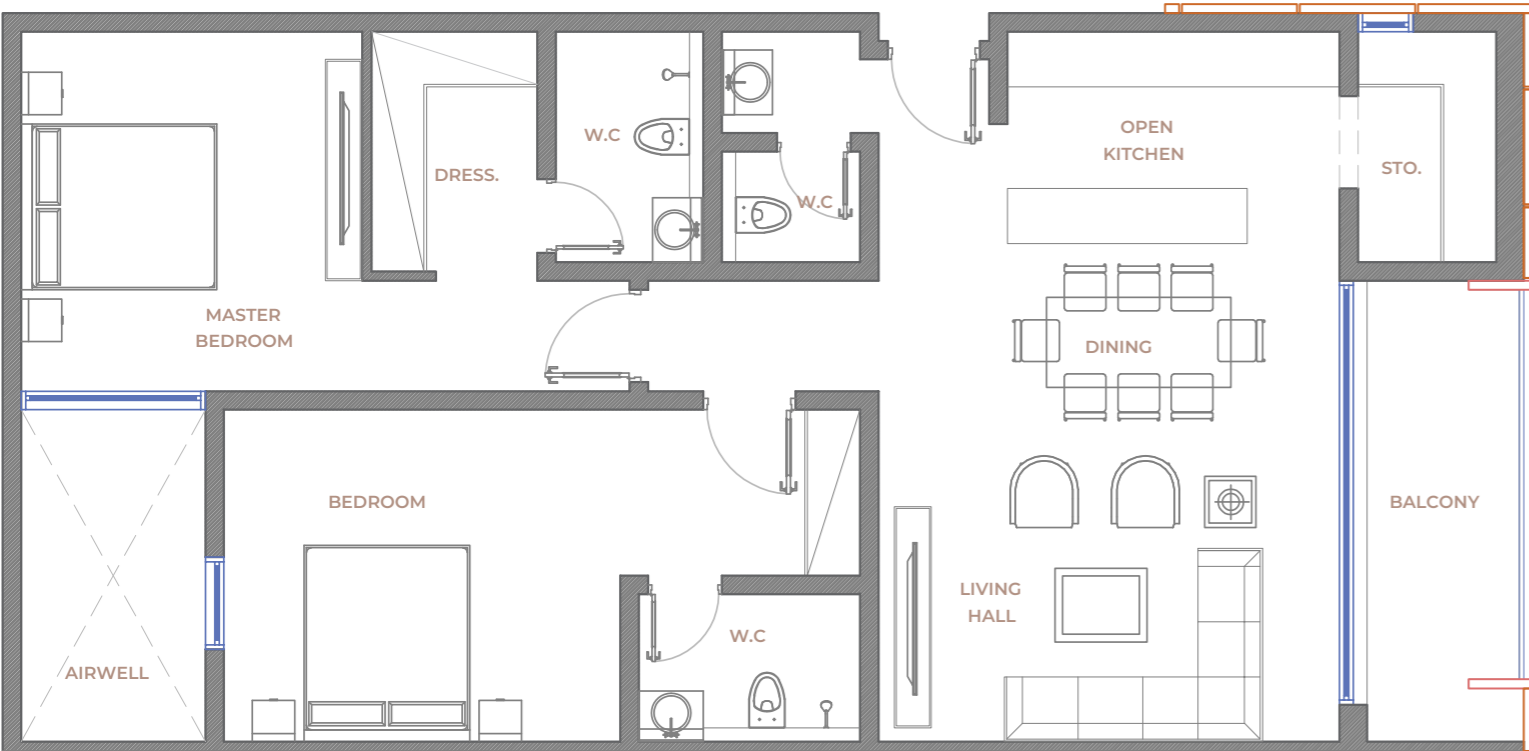 W.C
OPEN
KITCHEN
DRESS.
STO.
W.C
MASTER
BEDROOM
DINING
BEDROOM
BALCONY
LIVING
HALL
W.C
AIRWELL